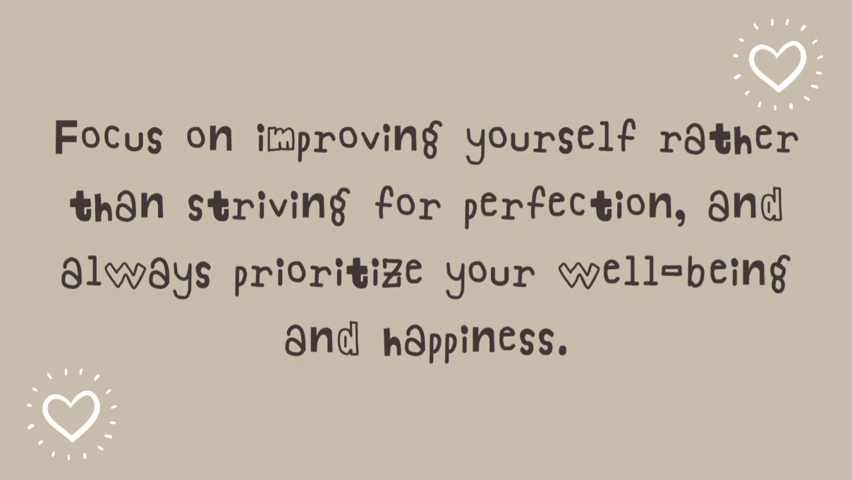 Focus on improving yourself rather
than striving for perfection, and
always prioritize your well-being
and happiness.